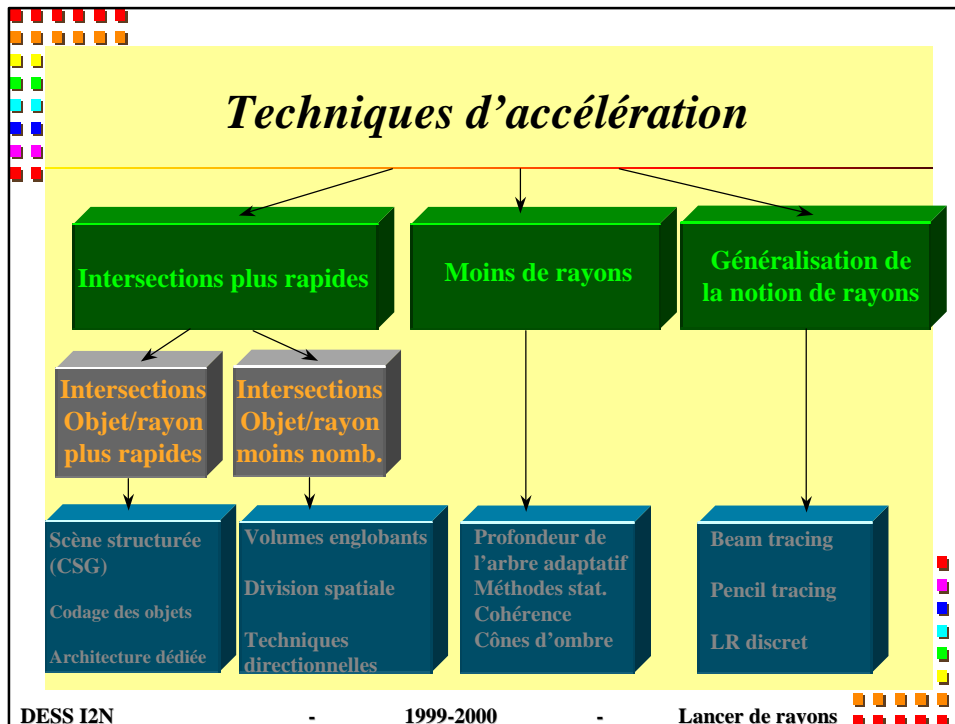 Techniques d'accélération
Intersections plus rapides
Moins de rayons
Généralisation de
la notion de rayons
Intersections
Objet/rayon
plus rapides
Intersections
Objet/rayon
moins nomb.
Scène structurée
(CSG)
Codage des objets
Architecture dédiée
Volumes englobants
Division spatiale
Techniques
directionnelles
Profondeur de
l'arbre adaptatif
Méthodes stat.
Cohérence
Cônes d'ombre
Beam tracing
Pencil tracing
LR discret
DESS I2N - 1999-2000 - Lancer de rayons